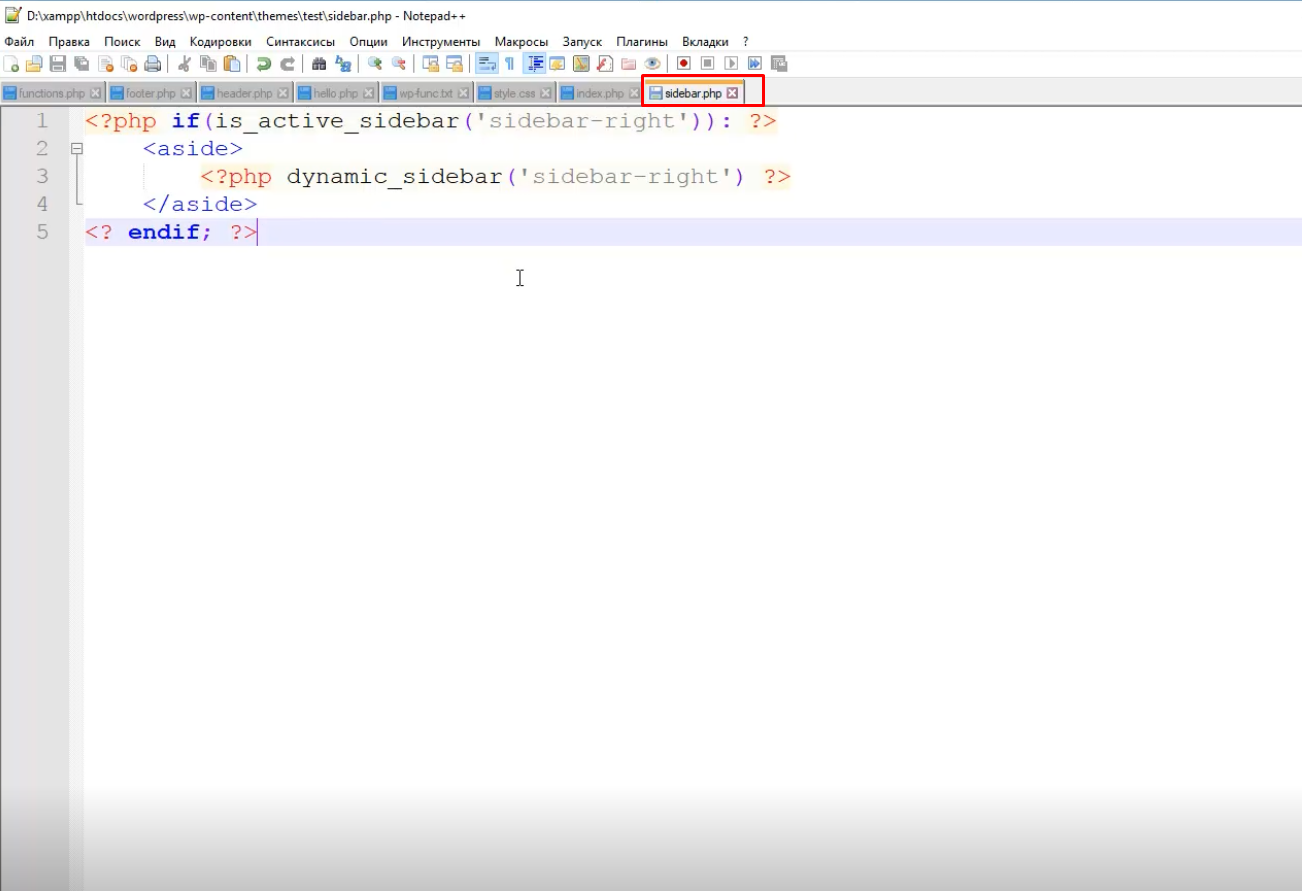 D:\xampp\htdocs\wordpress\wp-content\themes\test\sidebar.php - Notepad++
Файл Правка Поиск Вид Кодировки Синтаксисы Опции Инструменты Макросы Запуск Плагины Вкладки ?
functions.php footer.php header.php hello.php wp-func.txt style.css index.php sidebar.php
1 <?php if(is_active_sidebar('sidebar-right')): ?>
2 <aside>
3 <?php dynamic_sidebar('sidebar-right') ?>
4 </aside>
5 <? endif; ?>